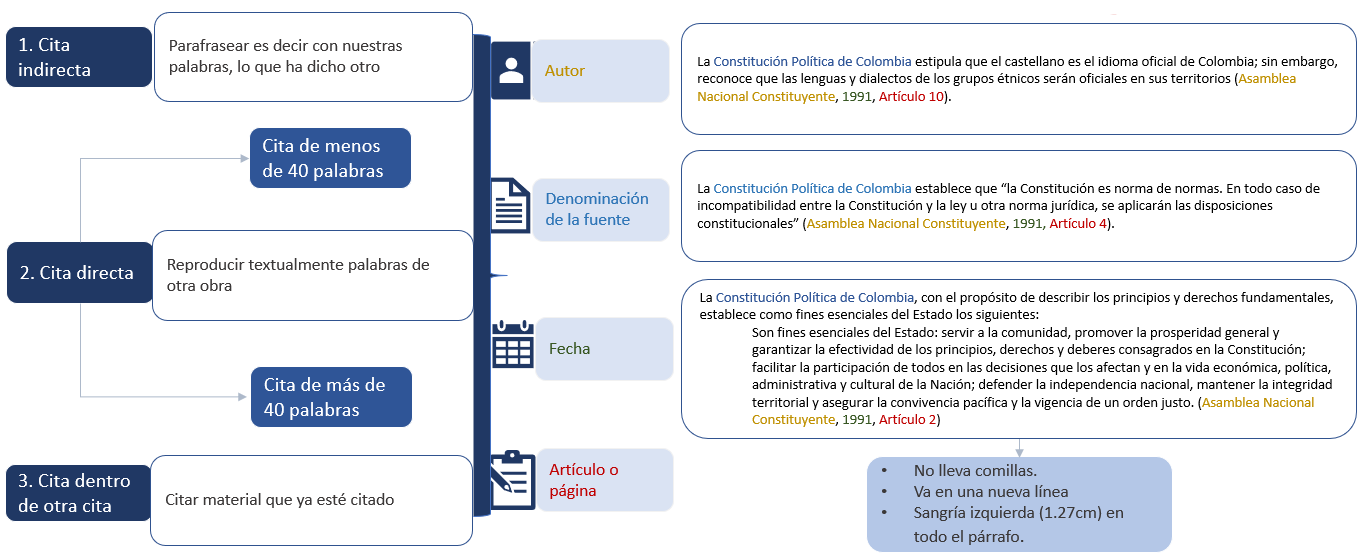 1. Cita
indirecta
Parafrasear es decir con nuestras
palabras, lo que ha dicho otro
Cita de menos
de 40 palabras
2. Cita directa
Reproducir textualmente palabras de
otra obra
Cita de más de
40 palabras
3. Cita dentro
de otra cita
Citar material que ya esté citado
Autor
Denominación
de la fuente
Fecha
Artículo o
página
La Constitución Política de Colombia estipula que el castellano es el idioma oficial de Colombia; sin embargo,
reconoce que las lenguas y dialectos de los grupos étnicos serán oficiales en sus territorios (Asamblea
Nacional Constituyente, 1991, Artículo 10).
La Constitución Política de Colombia establece que “la Constitución es norma de normas. En todo caso de
incompatibilidad entre la Constitución y la ley u otra norma jurídica, se aplicarán las disposiciones
constitucionales” (Asamblea Nacional Constituyente, 1991, Artículo 4).
La Constitución Política de Colombia, con el propósito de describir los principios y derechos fundamentales,
establece como fines esenciales del Estado los siguientes:
Son fines esenciales del Estado: servir a la comunidad, promover la prosperidad general y
garantizar la efectividad de los principios, derechos y deberes consagrados en la Constitución;
facilitar la participación de todos en las decisiones que los afectan y en la vida económica, política,
administrativa y cultural de la Nación; defender la independencia nacional, mantener la integridad
territorial y asegurar la convivencia pacífica y la vigencia de un orden justo. (Asamblea Nacional
Constituyente, 1991, Artículo 2)
• No lleva comillas.
• Va en una nueva línea
• Sangría izquierda (1.27cm) en
todo el párrafo.